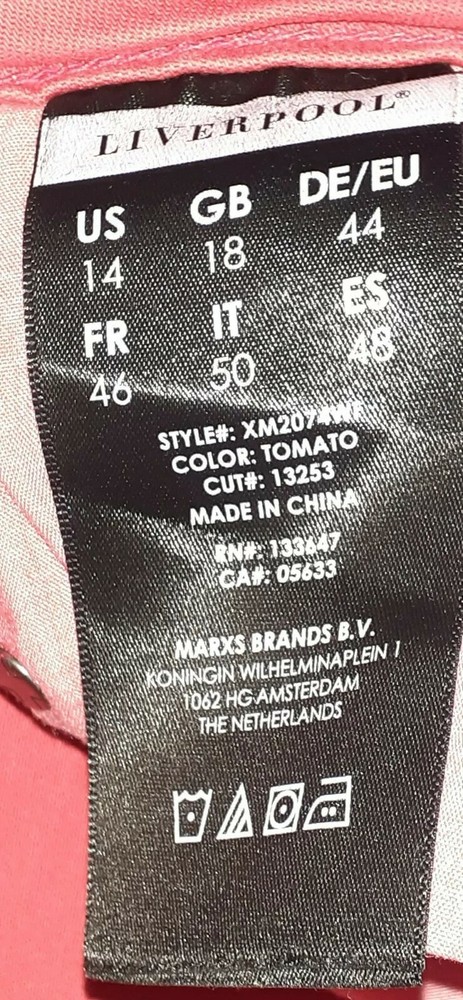 LIVERPOOL®
US GB DE/EU
14 18 44
FR IT ES
46 50 48
STYLE#:
COLOR: TOMATO
CUT#: 13253
MADE IN CHINA
RN#: 133647
CA#: 05633
MARXS BRANDS B.V.
KONINGIN WILHELMINAPLEIN 1
1062 HG AMSTERDAM
THE NETHERLANDS